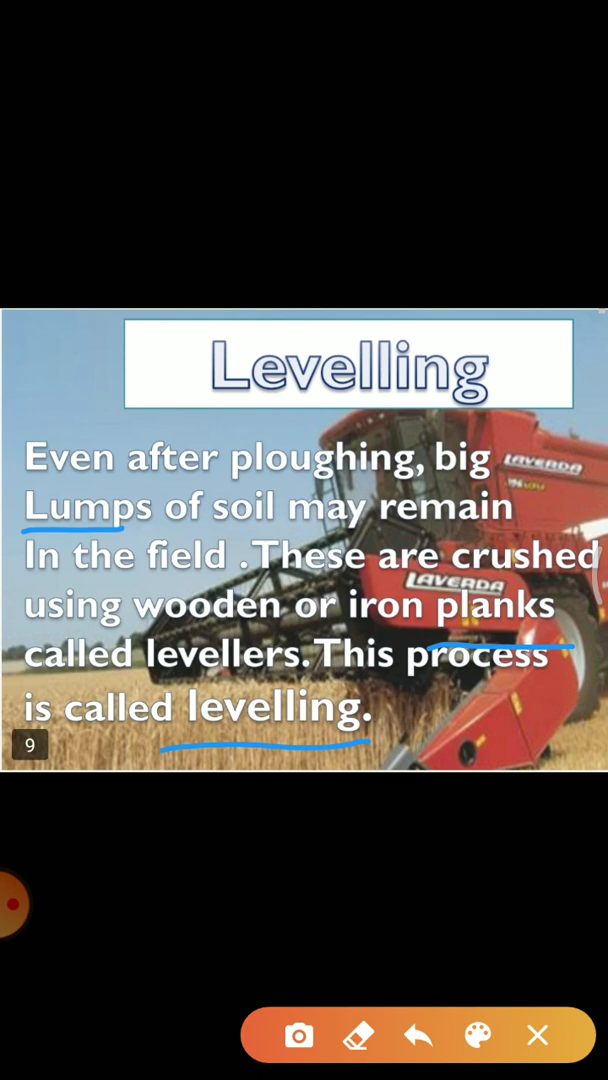 Levelling
Even after ploughing, big
Lumps of soil may remain
In the field .These are crushed
using wooden or iron planks
called levellers.This process
is called levelling.
LAVERDA
LAVERDA
9